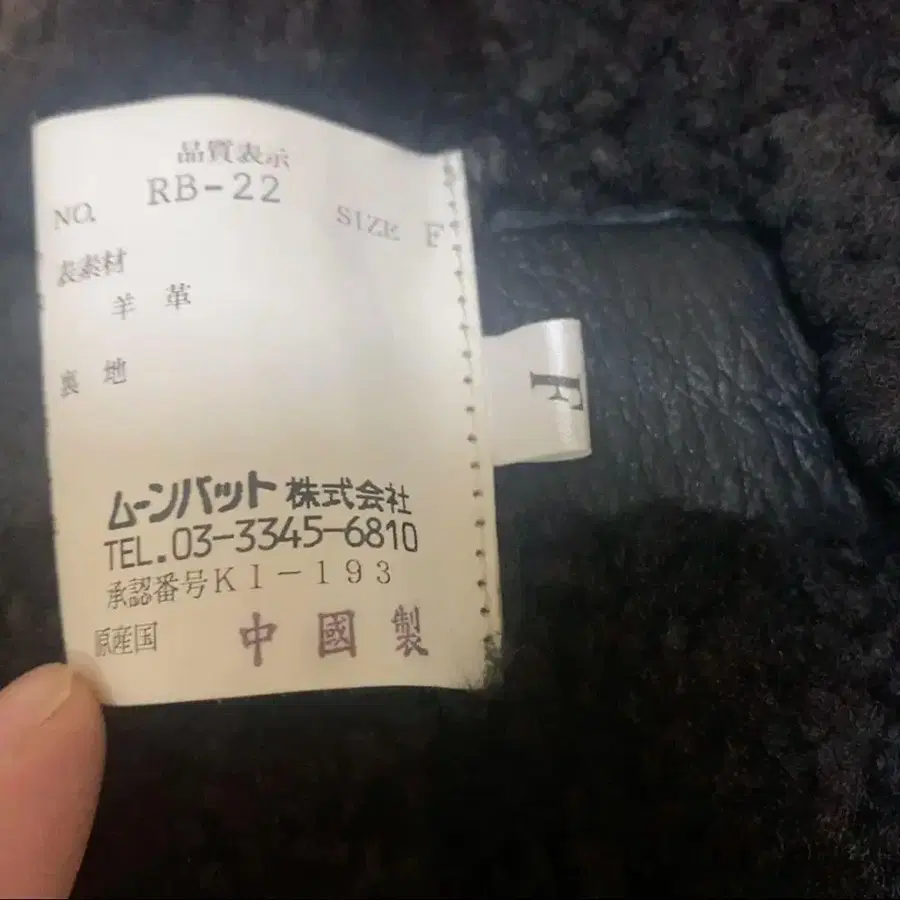 品質表示
NO. RB-22
SIZE F
表素材
羊 革
裏 地
ムーンバット 株式会社
TEL.03-3345-6810
承認番号KI-193
原産国 中 國 製
F